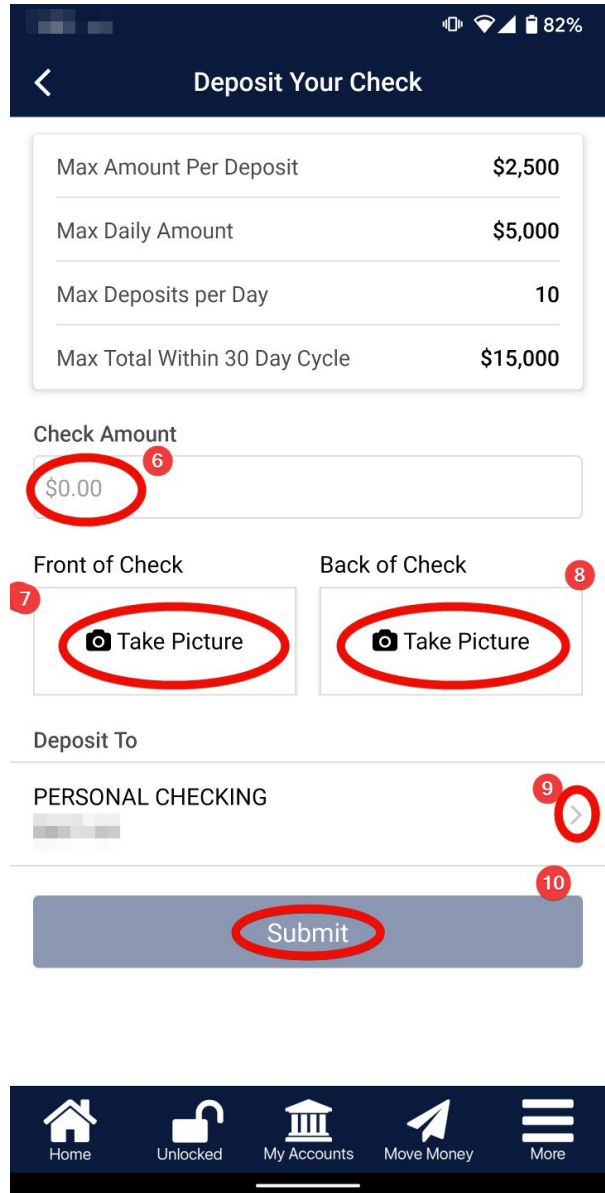 82%
Deposit Your Check
Max Amount Per Deposit $2,500
Max Daily Amount $5,000
Max Deposits per Day 10
Max Total Within 30 Day Cycle $15,000
Check Amount
6
$0.00
Front of Check Back of Check
7 8
Take Picture Take Picture
Deposit To
PERSONAL CHECKING
9
10
Submit
Home Unlocked My Accounts Move Money More